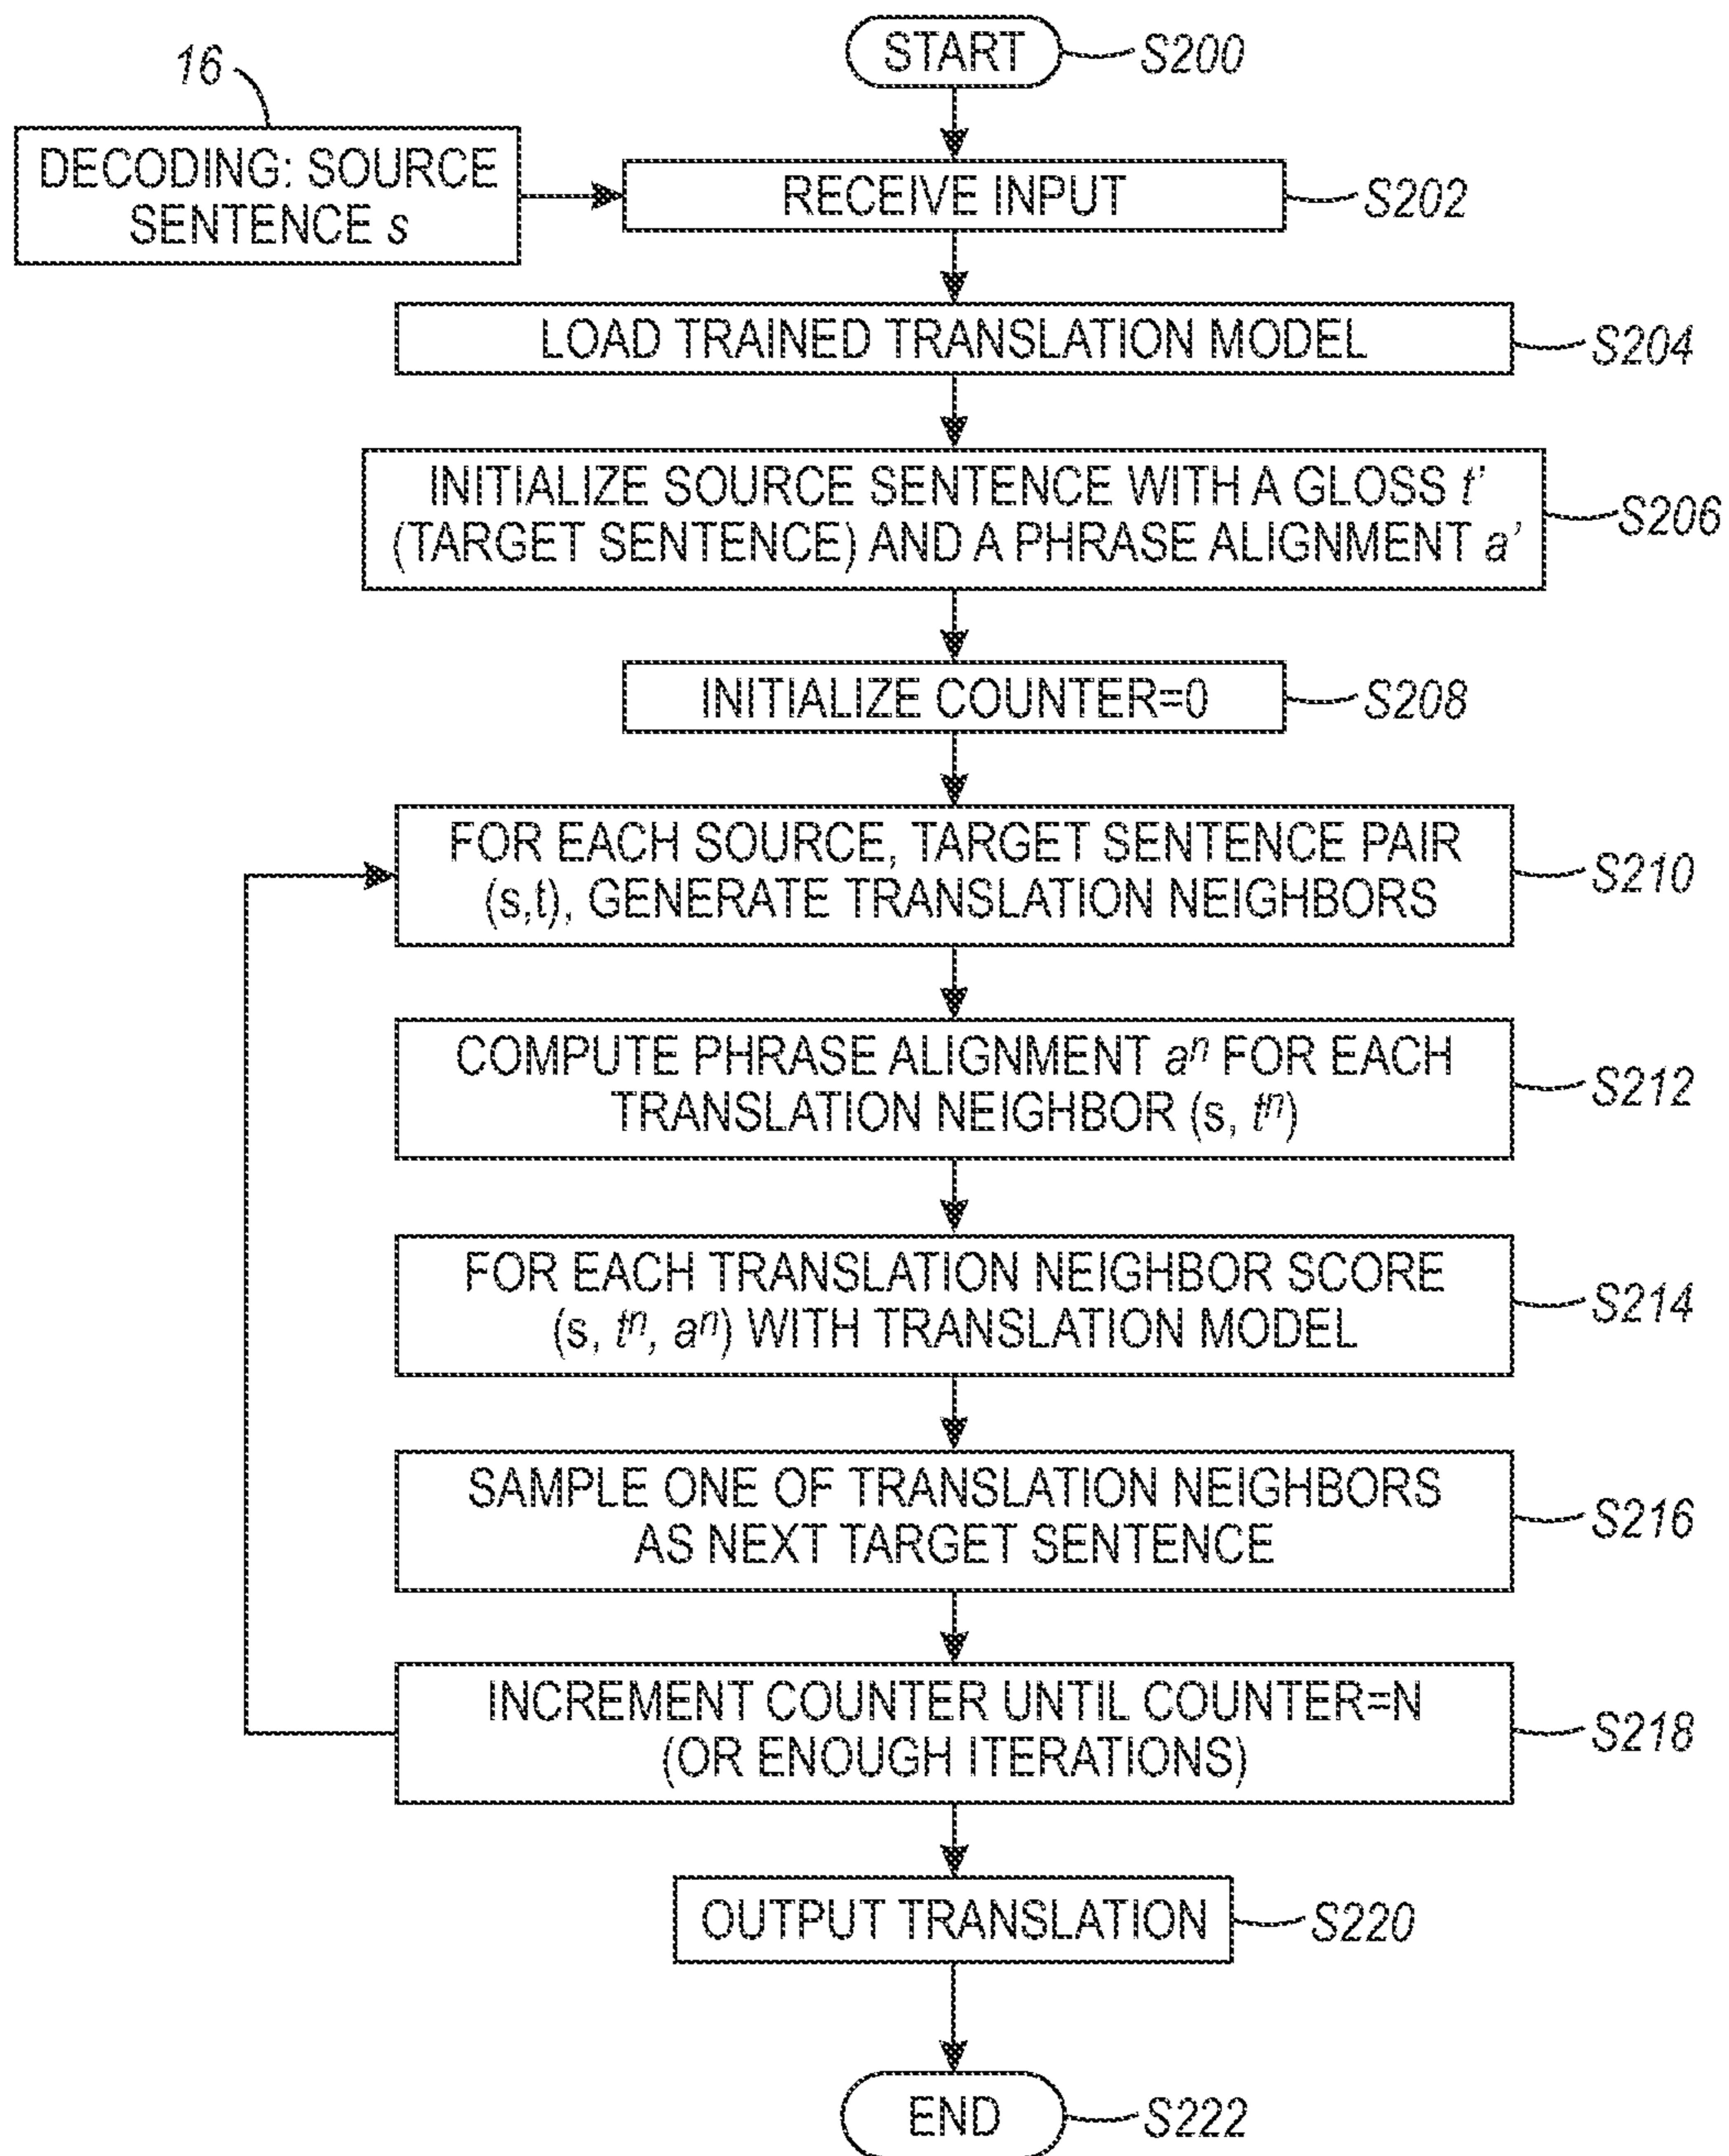 START
S200
16
DECODING: SOURCE
SENTENCE s
RECEIVE INPUT
S202
LOAD TRAINED TRANSLATION MODEL
S204
INITIALIZE SOURCE SENTENCE WITH A GLOSS t'
(TARGET SENTENCE) AND A PHRASE ALIGNMENT a'
S206
INITIALIZE COUNTER=0
S208
FOR EACH SOURCE, TARGET SENTENCE PAIR
(s,t), GENERATE TRANSLATION NEIGHBORS
S210
COMPUTE PHRASE ALIGNMENT aⁿ FOR EACH
TRANSLATION NEIGHBOR (s, tⁿ)
S212
FOR EACH TRANSLATION NEIGHBOR SCORE
(s, tⁿ, aⁿ) WITH TRANSLATION MODEL
S214
SAMPLE ONE OF TRANSLATION NEIGHBORS
AS NEXT TARGET SENTENCE
S216
INCREMENT COUNTER UNTIL COUNTER=N
(OR ENOUGH ITERATIONS)
S218
OUTPUT TRANSLATION
S220
END
S222